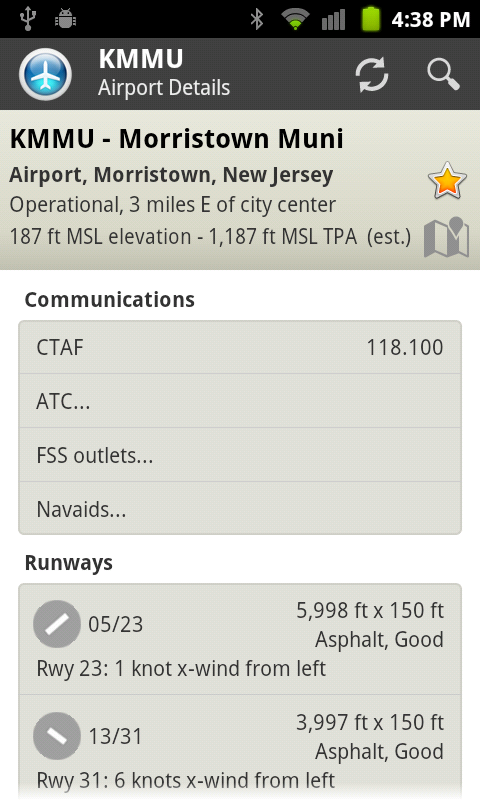 4:38 PM
KMMU
Airport Details
KMMU - Morristown Muni
Airport, Morristown, New Jersey
Operational, 3 miles E of city center
187 ft MSL elevation - 1,187 ft MSL TPA (est.)
Communications
CTAF 118.100
ATC...
FSS outlets...
Navaids...
Runways
5,998 ft x 150 ft
05/23
Asphalt, Good
Rwy 23: 1 knot x-wind from left
3,997 ft x 150 ft
13/31
Asphalt, Good
Rwy 31: 6 knots x-wind from left